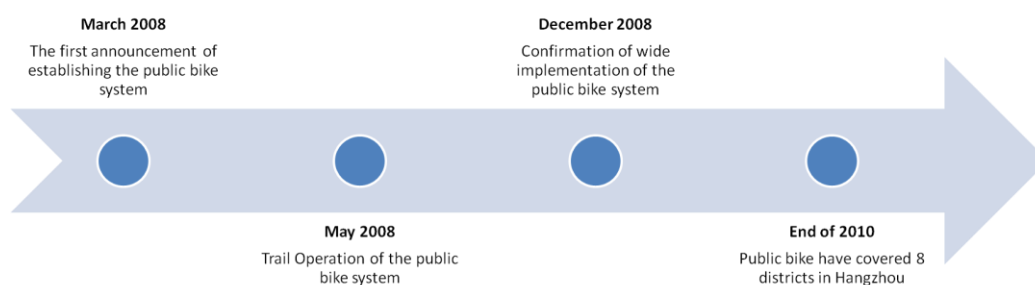 March 2008
The first announcement of
establishing the public bike
system
May 2008
Trail Operation of the public
bike system
December 2008
Confirmation of wide
implementation of the
public bike system
End of 2010
Public bike have covered 8
districts in Hangzhou